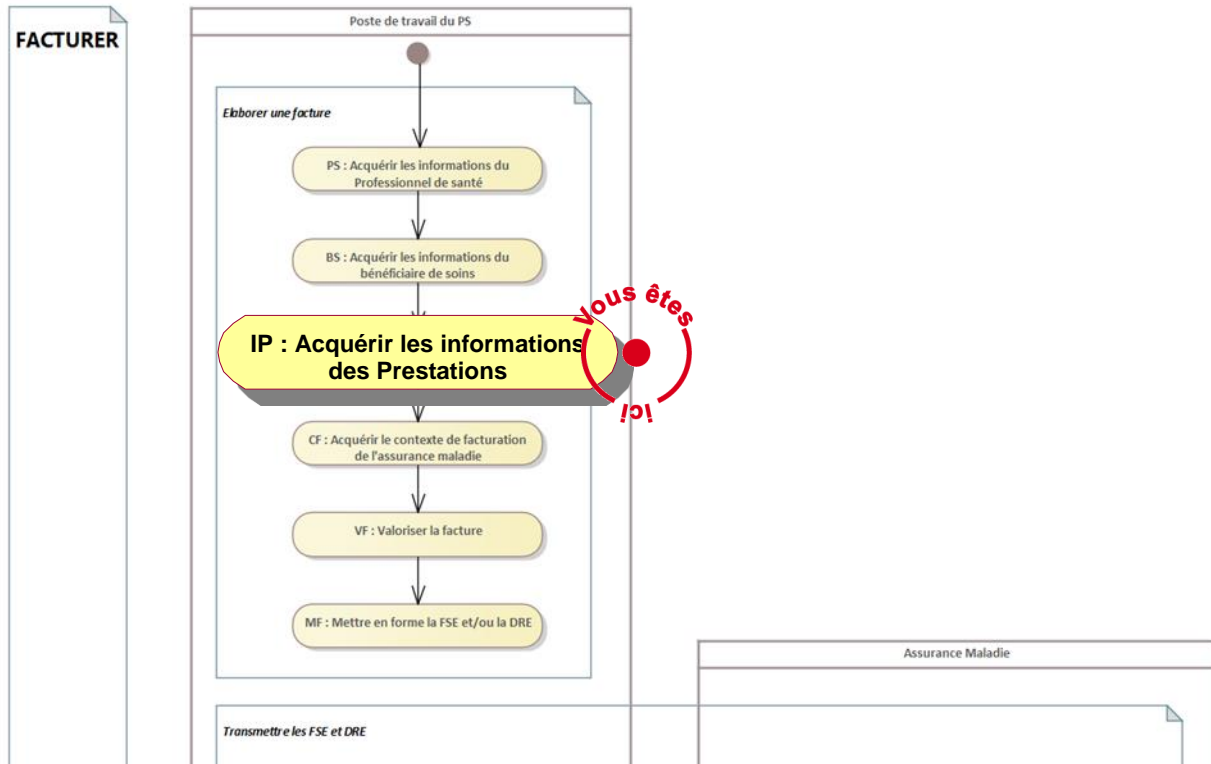 FACTURER
Poste de travail du PS
Elaborer une facture
PS : Acquérir les informations du
Professionnel de santé
BS : Acquérir les informations du
bénéficiaire de soins
Vous êtes
ici
IP : Acquérir les informations
des Prestations
CF : Acquérir le contexte de facturation
de l'assurance maladie
VF : Valoriser la facture
MF : Mettre en forme la FSE et/ou la DRE
Assurance Maladie
Transmettre les FSE et DRE